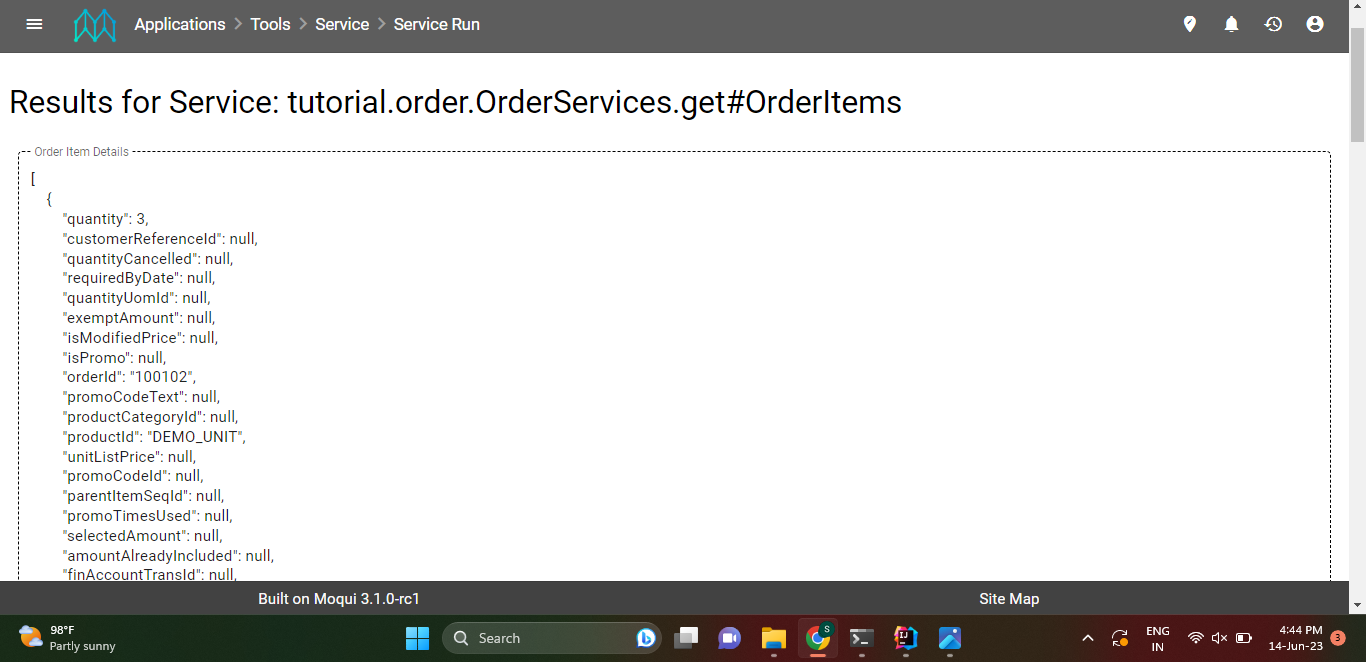 Applications > Tools > Service > Service Run
Results for Service: tutorial.order.OrderServices.get#OrderItems
Order Item Details
[
{
"quantity": 3,
"customerReferenceId": null,
"quantityCancelled": null,
"requiredByDate": null,
"quantityUomId": null,
"exemptAmount": null,
"isModifiedPrice": null,
"isPromo": null,
"orderId": "100102",
"promoCodeText": null,
"productCategoryId": null,
"productId": "DEMO_UNIT",
"unitListPrice": null,
"promoCodeId": null,
"parentItemSeqId": null,
"promoTimesUsed": null,
"selectedAmount": null,
"amountAlreadyIncluded": null,
"finAccountTransId": null,
Built on Moqui 3.1.0-rc1
Site Map
98°F
Partly sunny
Search
S
ENG
IN
4:44 PM
14-Jun-23
3